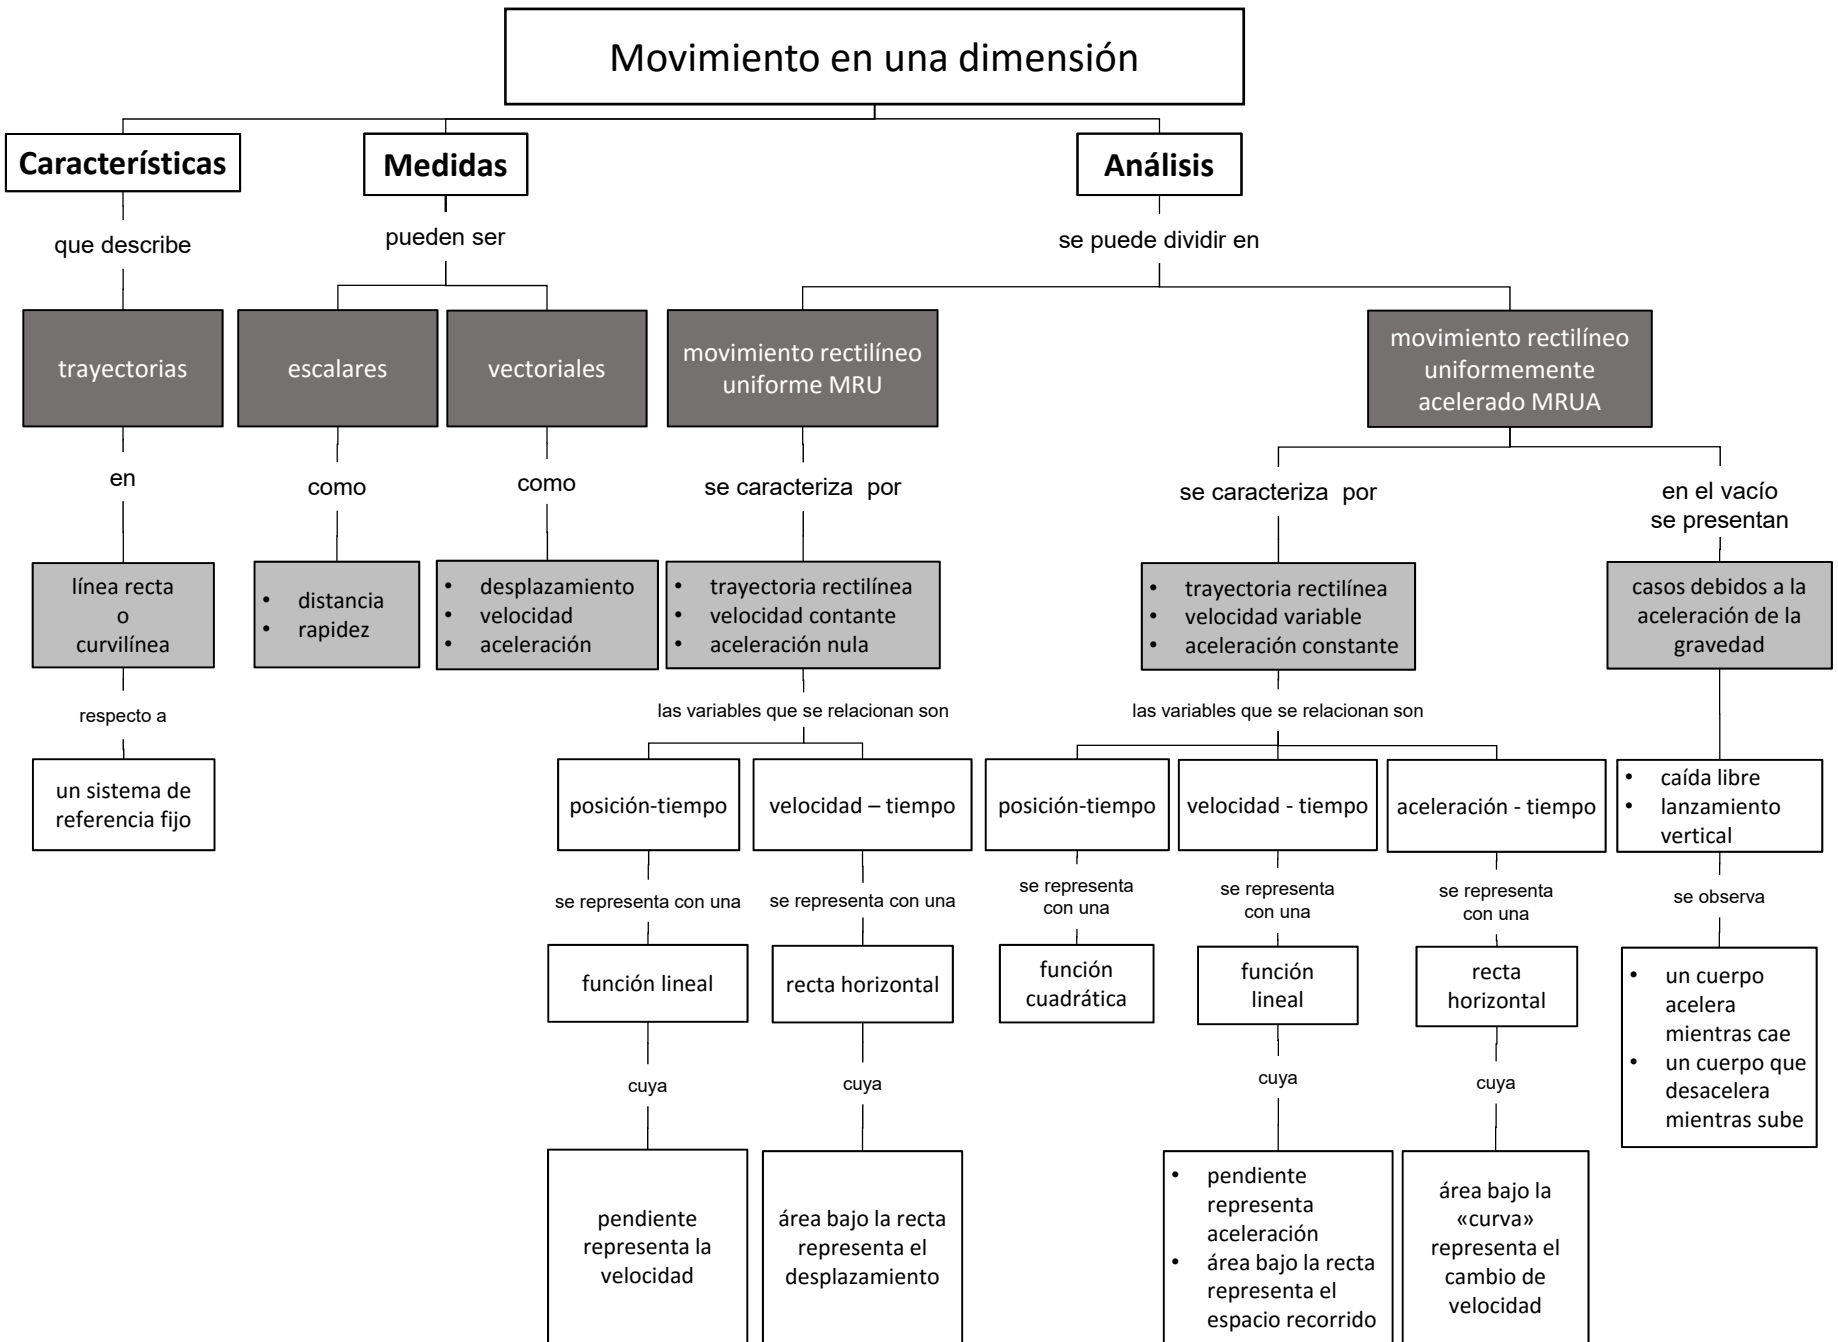 Movimiento en una dimensión
Característícas
Medidas
Análisis
que describe
pueden ser
se puede dividir en
trayectorias
escalares
vectoriales
movimiento rectilíneo
uniforme MRU
movimiento rectilíneo
uniformemente
acelerado MRUA
en
como
como
se caracteriza por
se caracteriza por
en el vacío
se presentan
línea recta
o
curvilínea
• distancia
• rapidez
• desplazamiento
• velocidad
• aceleración
• trayectoria rectilínea
• velocidad contante
• aceleración nula
• trayectoria rectilínea
• velocidad variable
• aceleración constante
casos debidos a la
aceleración de la
gravedad
respecto a
las variables que se relacionan son
las variables que se relacionan son
un sistema de
referencia fijo
posición-tiempo
velocidad – tiempo
posición-tiempo
velocidad - tiempo
aceleración - tiempo
• caída libre
• lanzamiento
vertical
se representa con una
se representa con una
se representa
con una
se representa
con una
se representa
con una
se observa
función lineal
recta horizontal
función
cuadrática
función
lineal
recta
horizontal
• un cuerpo
acelera
mientras cae
• un cuerpo que
desacelera
mientras sube
cuya
cuya
cuya
cuya
pendiente
representa la
velocidad
área bajo la recta
representa el
desplazamiento
• pendiente
representa
aceleración
• área bajo la recta
representa el
espacio recorrido
área bajo la
«curva»
representa el
cambio de
velocidad